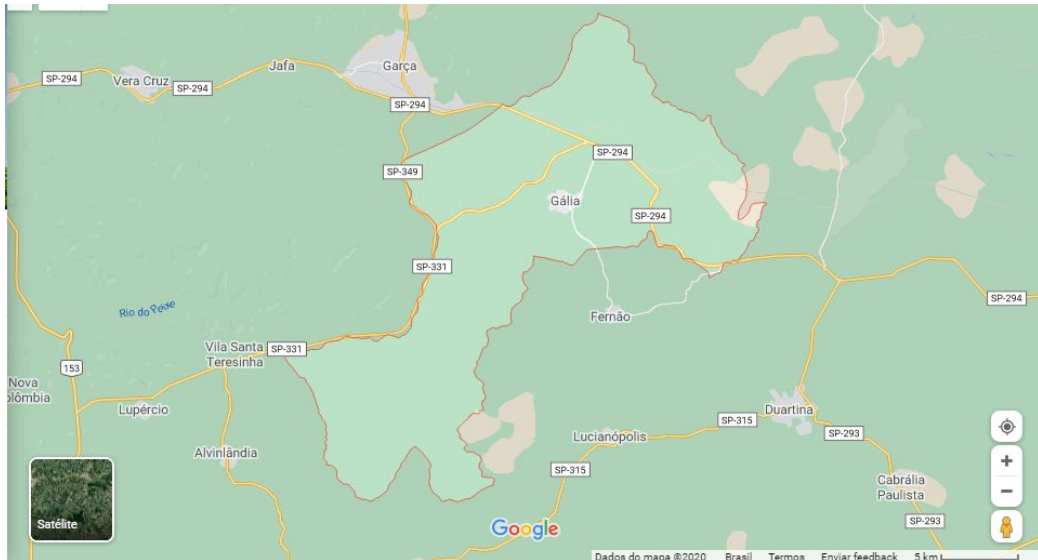 SP-294
Vera Cruz
SP-294
Jafa
Garça
SP-294
SP-294
SP-349
Gália
SP-294
SP-331
SP-294
Rio do Peixe
Fernão
Vila Santa
Teresinha
SP-331
153
Nova
olômbia
Lupércio
Duartina
SP-315
Lucianópolis
SP-293
Alvinlândia
SP-315
Cabrália
Paulista
SP-293
Satélite
Google
Dados do mapa ©2020 Brasil Termos Enviar feedback 5 km